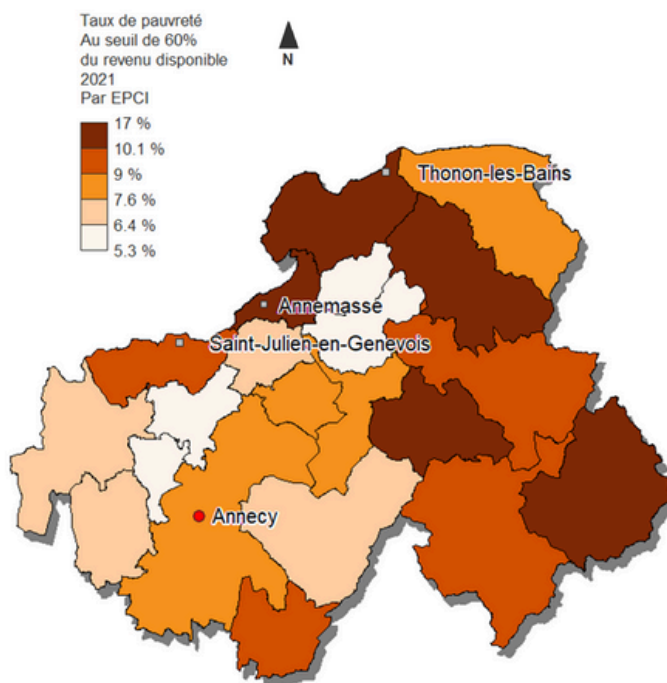 Taux de pauvreté
Au seuil de 60%
du revenu disponible
2021
Par EPCI
N
17 %
10.1 %
9 %
7.6 %
6.4 %
5.3 %
Thonon-les-Bains
Annemasse
Saint-Julien-en-Genevois
Annecy